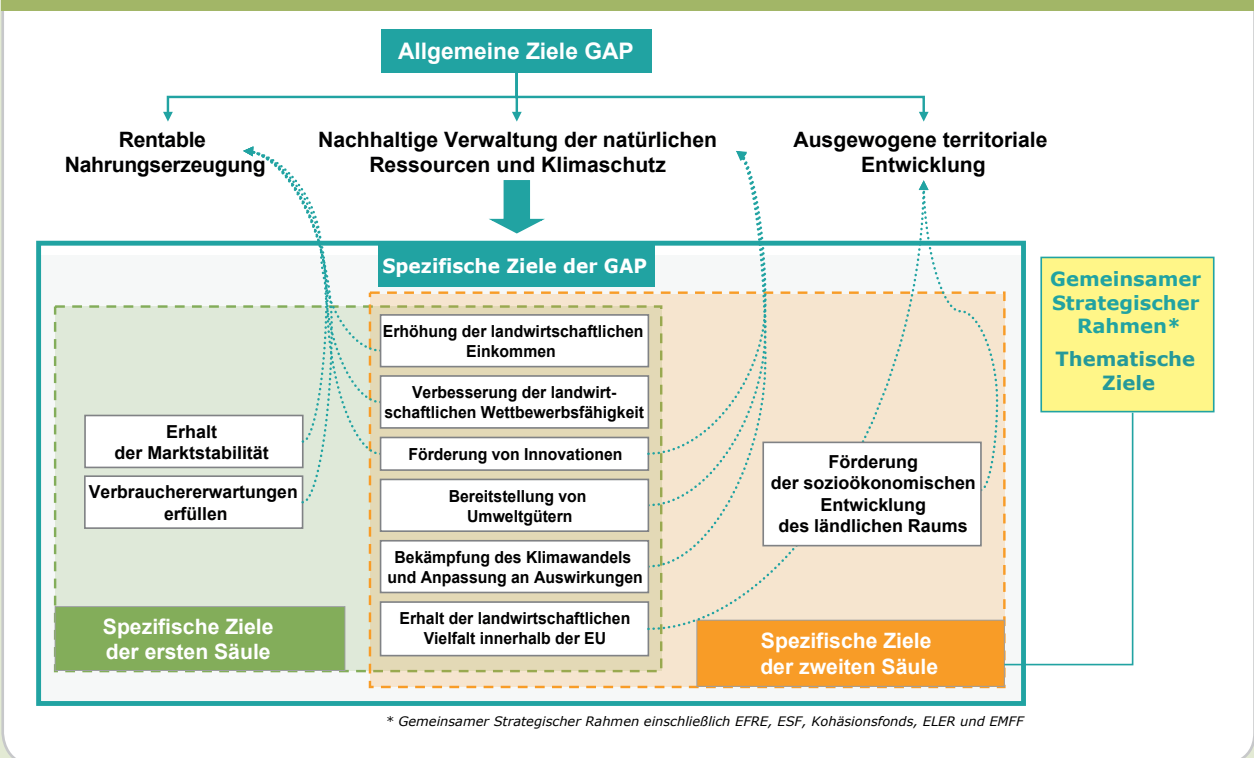 Allgemeine Ziele GAP
Rentable
Nahrungserzeugung
Nachhaltige Verwaltung der natürlichen
Ressourcen und Klimaschutz
Ausgewogene territoriale
Entwicklung
Spezifische Ziele der GAP
Gemeinsamer
Strategischer
Rahmen*
Thematische
Ziele
Erhöhung der landwirtschaftlichen
Einkommen
Verbesserung der landwirt-
schaftlichen Wettbewerbsfähigkeit
Erhalt
der Marktstabilität
Förderung von Innovationen
Förderung
der sozioökonomischen
Entwicklung
des ländlichen Raums
Verbrauchererwartungen
erfüllen
Bereitstellung von
Umweltgütern
Bekämpfung des Klimawandels
und Anpassung an Auswirkungen
Erhalt der landwirtschaftlichen
Vielfalt innerhalb der EU
Spezifische Ziele
der ersten Säule
Spezifische Ziele
der zweiten Säule
* Gemeinsamer Strategischer Rahmen einschließlich EFRE, ESF, Kohäsionsfonds, ELER und EMFF